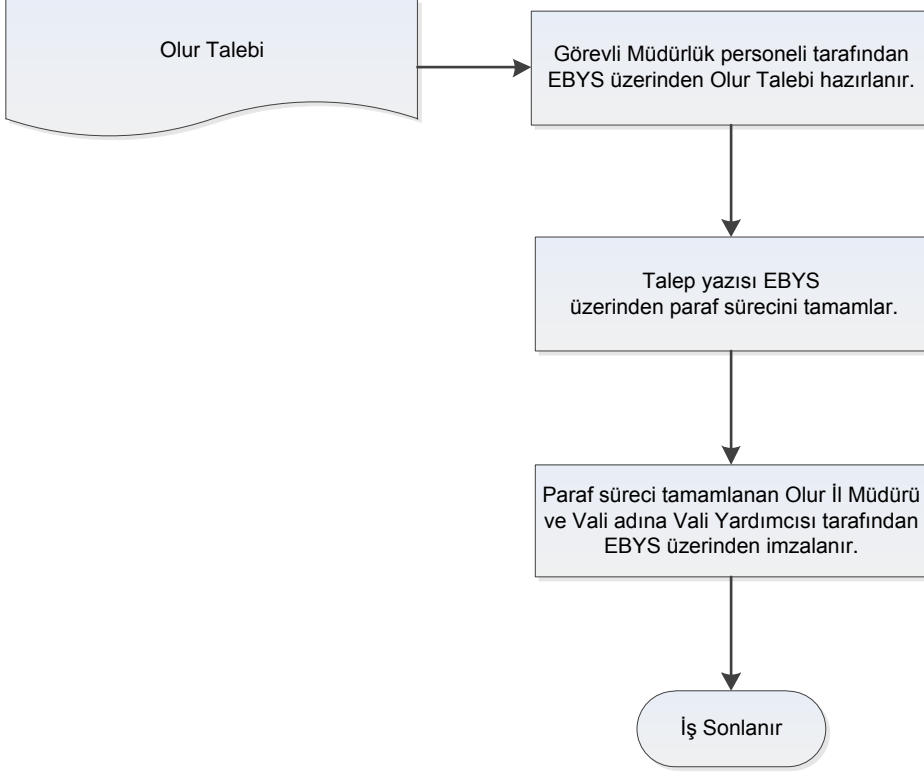 Olur Talebi
Görevli Müdürlük personeli tarafından
EBYS üzerinden Olur Talebi hazırlanır.
Talep yazısı EBYS
üzerinden paraf sürecini tamamlar.
Paraf süreci tamamlanan Olur İl Müdürü
ve Vali adına Vali Yardımcısı tarafından
EBYS üzerinden imzalanır.
İş Sonlanır